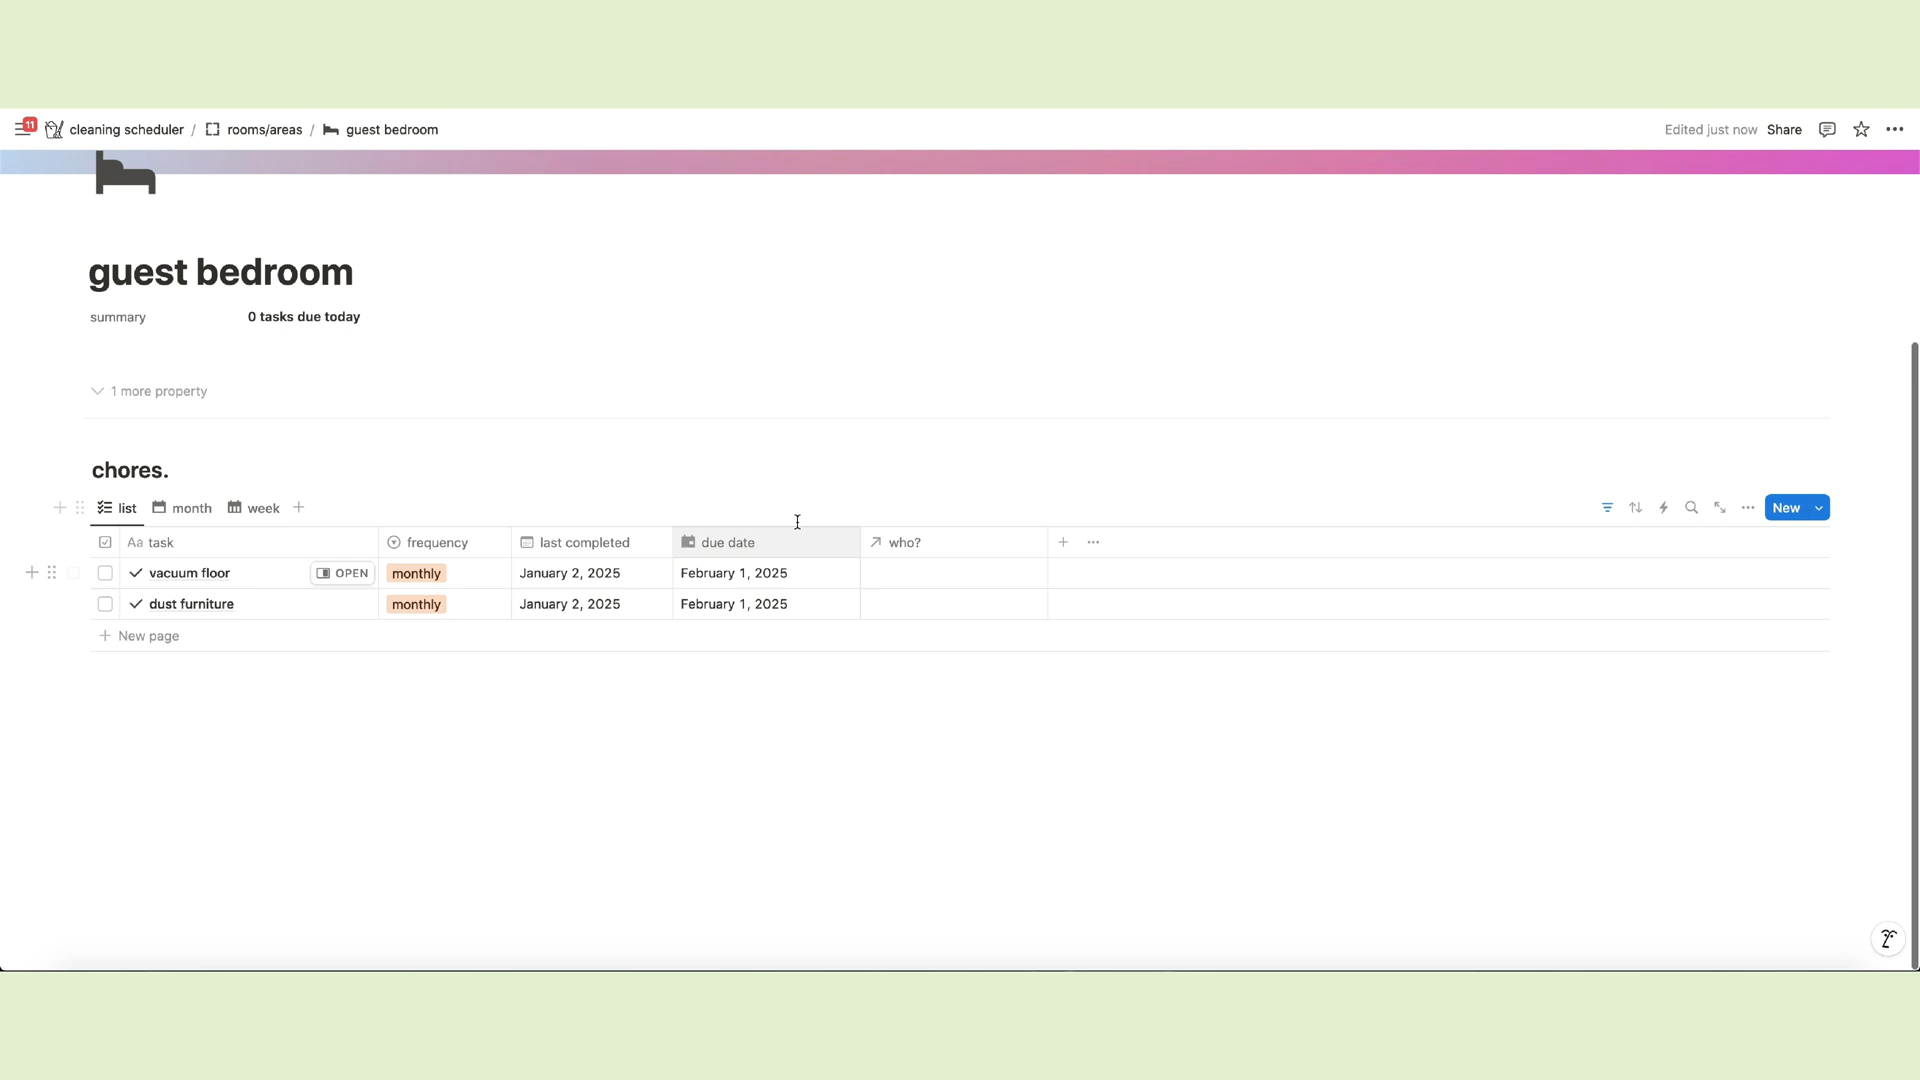 11 cleaning scheduler / rooms/areas / guest bedroom Edited just now Share
guest bedroom
summary 0 tasks due today
1 more property
chores.
list month week New
Aa task frequency last completed due date who?
vacuum floor OPEN monthly January 2, 2025 February 1, 2025
dust furniture monthly January 2, 2025 February 1, 2025
New page